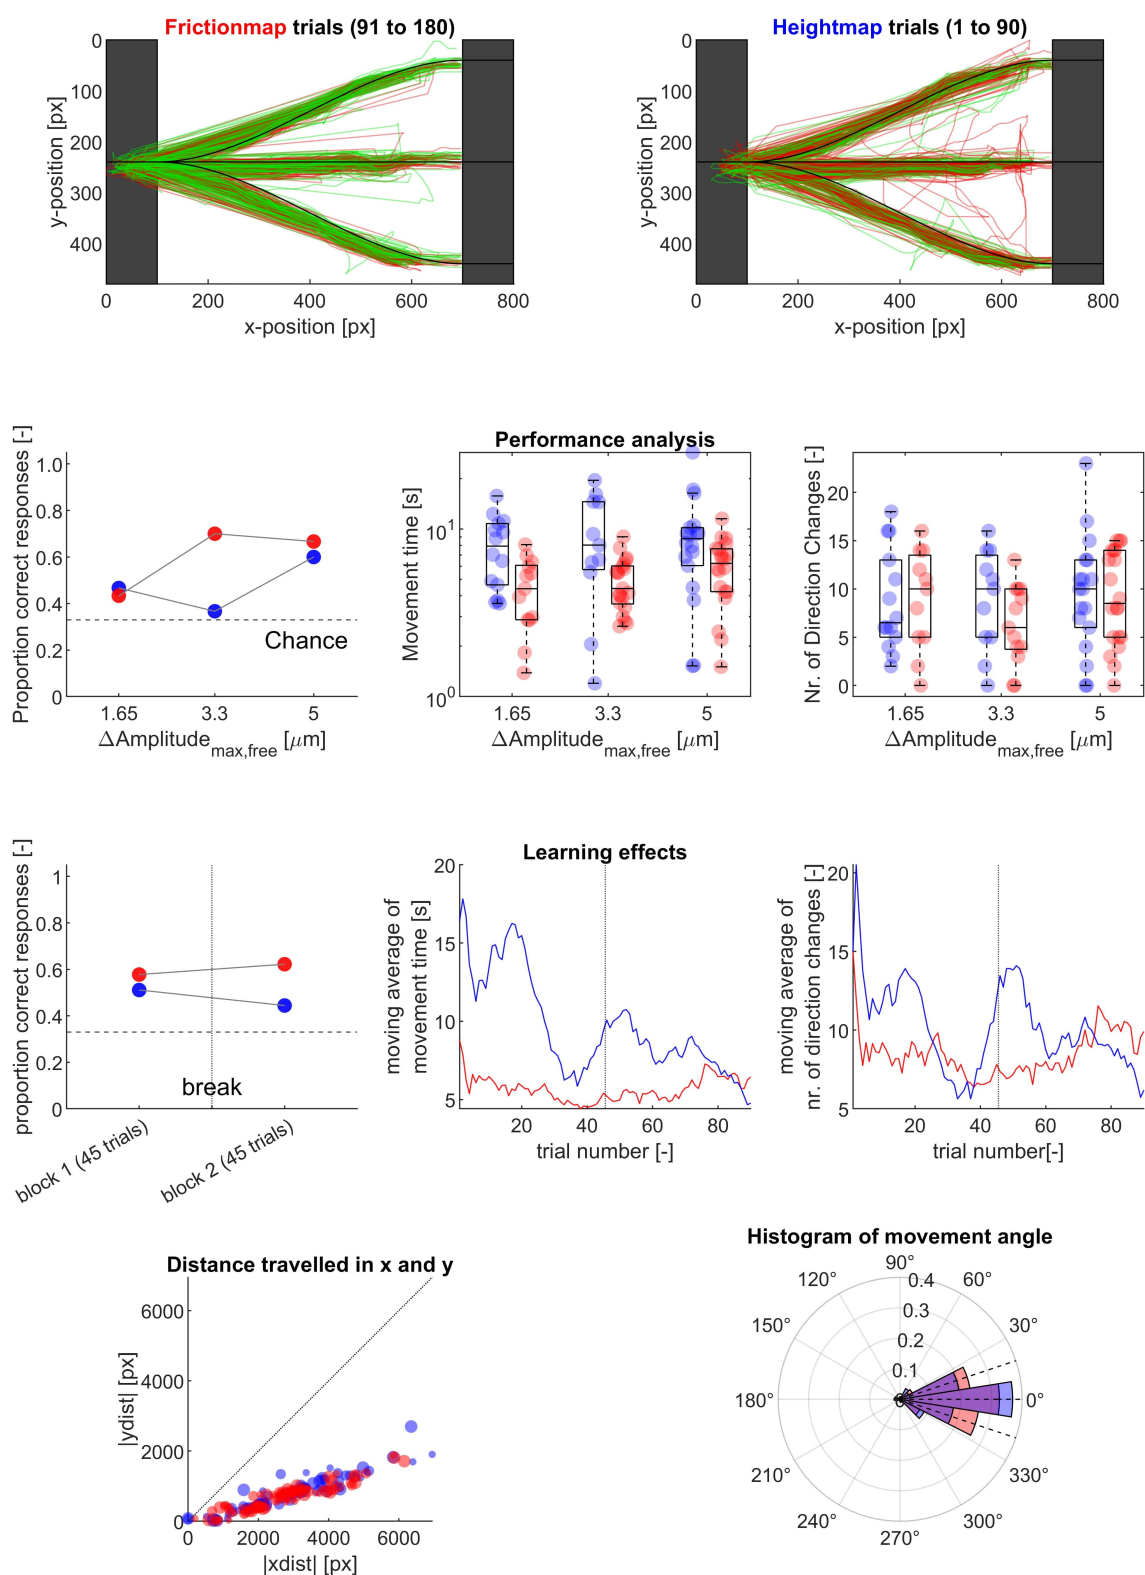 Frictionmap trials (91 to 180)
Heightmap trials (1 to 90)
y-position [px]
0
100
200
300
400
0 200 400 600 800
x-position [px]
y-position [px]
0
100
200
300
400
0 200 400 600 800
x-position [px]
Performance analysis
Proportion correct responses [-]
1.0
0.8
0.6
0.4
0.2
0
Chance
1.65 3.3 5
ΔAmplitude max,free [μm]
Movement time [s]
10^1
10^0
1.65 3.3 5
ΔAmplitude max,free [μm]
Nr. of Direction Changes [-]
20
15
10
5
0
1.65 3.3 5
ΔAmplitude max,free [μm]
Learning effects
proportion correct responses [-]
1
0.8
0.6
0.4
0.2
0
break
block 1 (45 trials)
block 2 (45 trials)
moving average of
movement time [s]
20
15
10
5
20 40 60 80
trial number [-]
moving average of
nr. of direction changes [-]
20
15
10
5
20 40 60 80
trial number[-]
Distance travelled in x and y
|ydist| [px]
6000
4000
2000
0
0 2000 4000 6000
|xdist| [px]
Histogram of movement angle
90°
120° 60°
150° 30°
180° 0°
210° 330°
240° 300°
270°
0.4
0.3
0.2
0.1
0